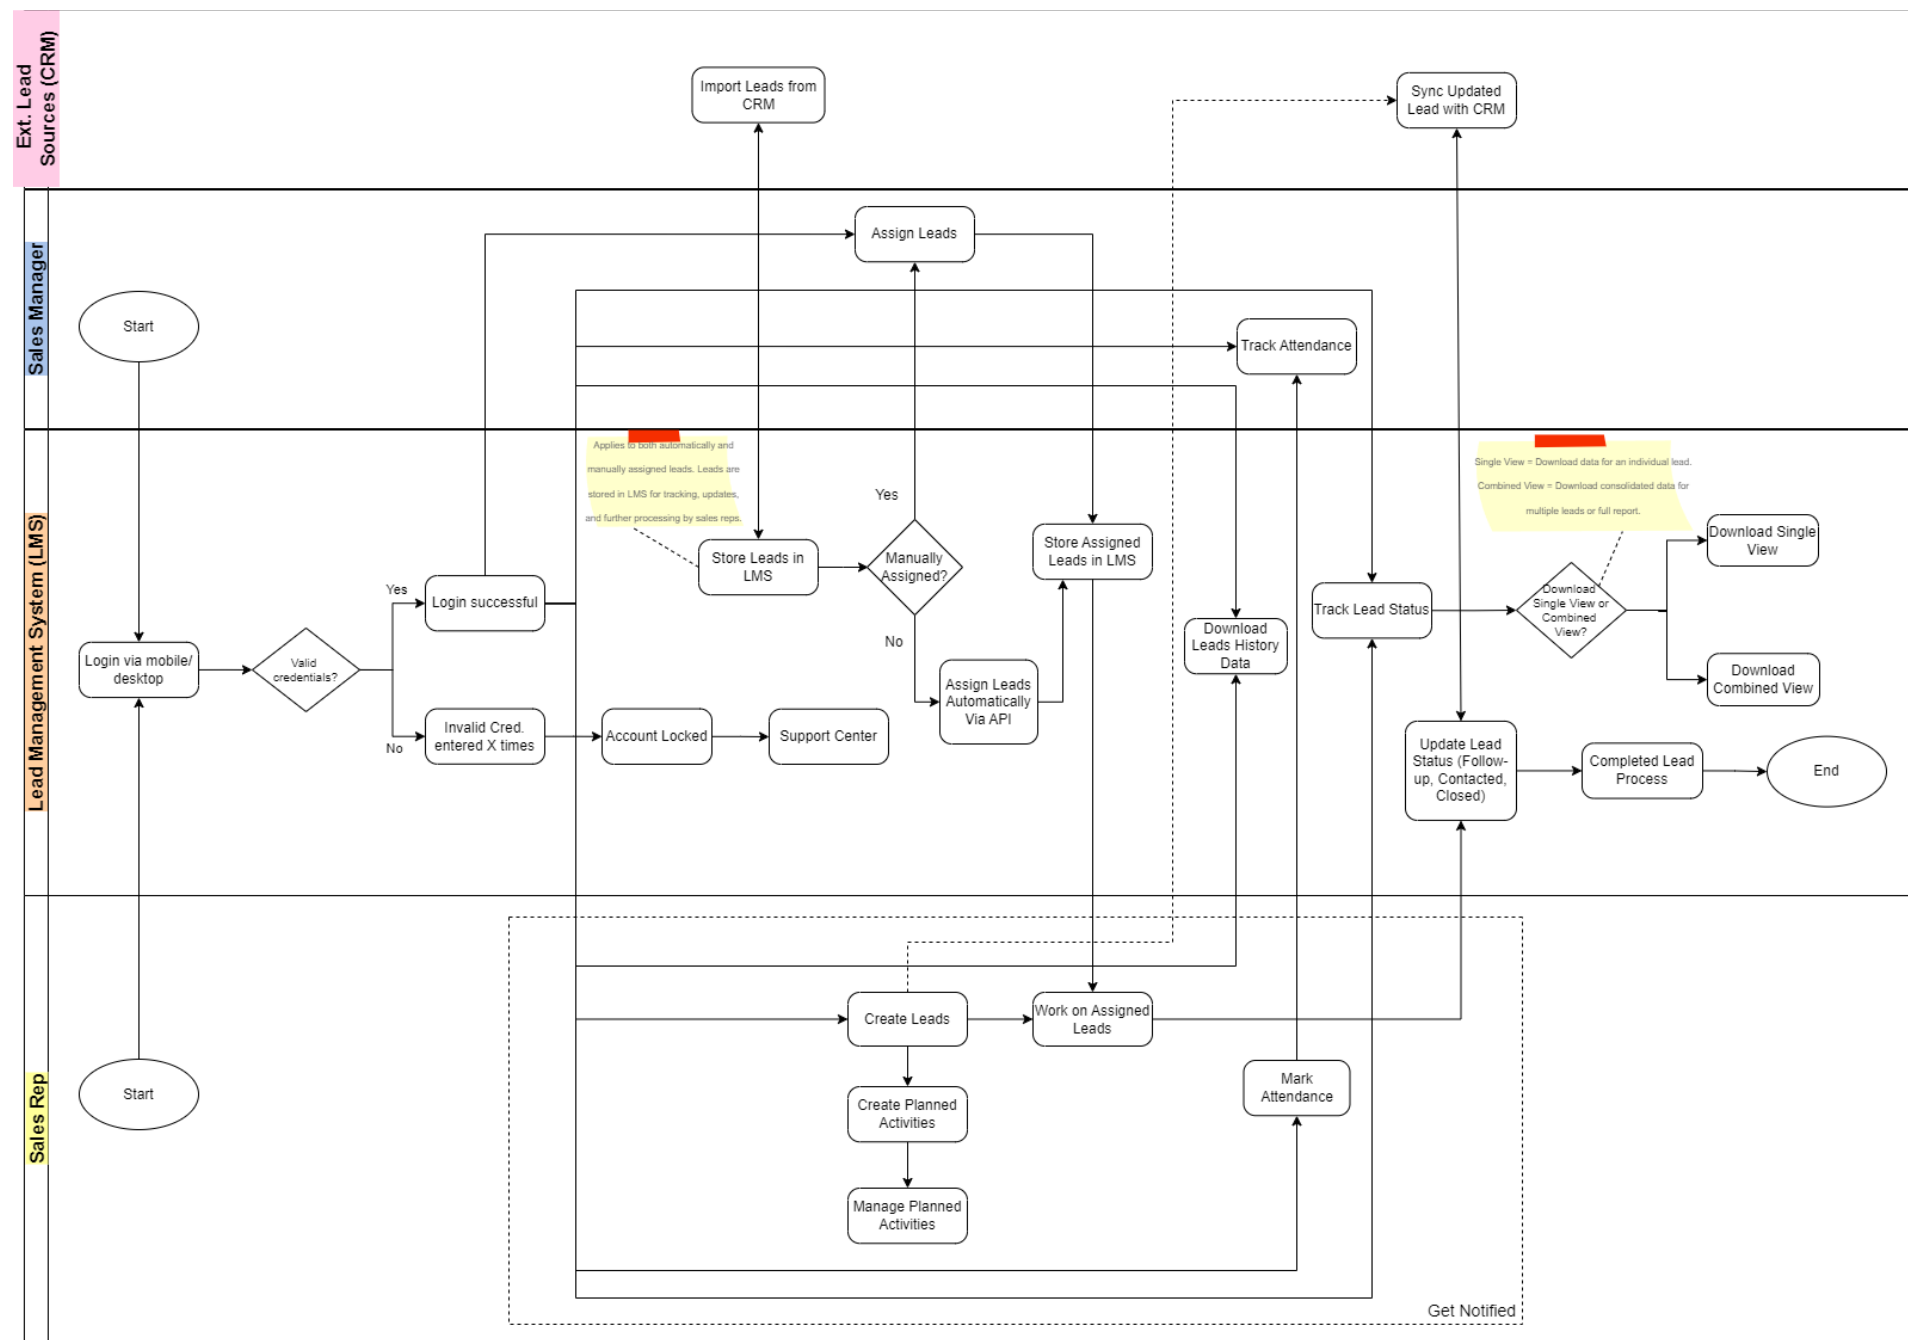 Ext. Lead
Sources (CRM)
Import Leads from
CRM
Sync Updated
Lead with CRM
Sales Manager
Start
Assign Leads
Track Attendance
Lead Management System (LMS)
Applies to both automatically and
manually assigned leads. Leads are
stored in LMS for tracking, updates,
and further processing by sales reps.
Single View = Download data for an individual lead.
Combined View = Download consolidated data for
multiple leads or full report.
Login via mobile/
desktop
Valid
credentials?
Yes
No
Login successful
Invalid Cred.
entered X times
Account Locked
Support Center
Store Leads in
LMS
Manually
Assigned?
Yes
No
Assign Leads
Automatically
Via API
Store Assigned
Leads in LMS
Download
Leads History
Data
Track Lead Status
Download
Single View or
Combined
View?
Download Single
View
Download
Combined View
Update Lead
Status (Follow-
up, Contacted,
Closed)
Completed Lead
Process
End
Sales Rep
Start
Create Leads
Work on Assigned
Leads
Create Planned
Activities
Manage Planned
Activities
Mark
Attendance
Get Notified